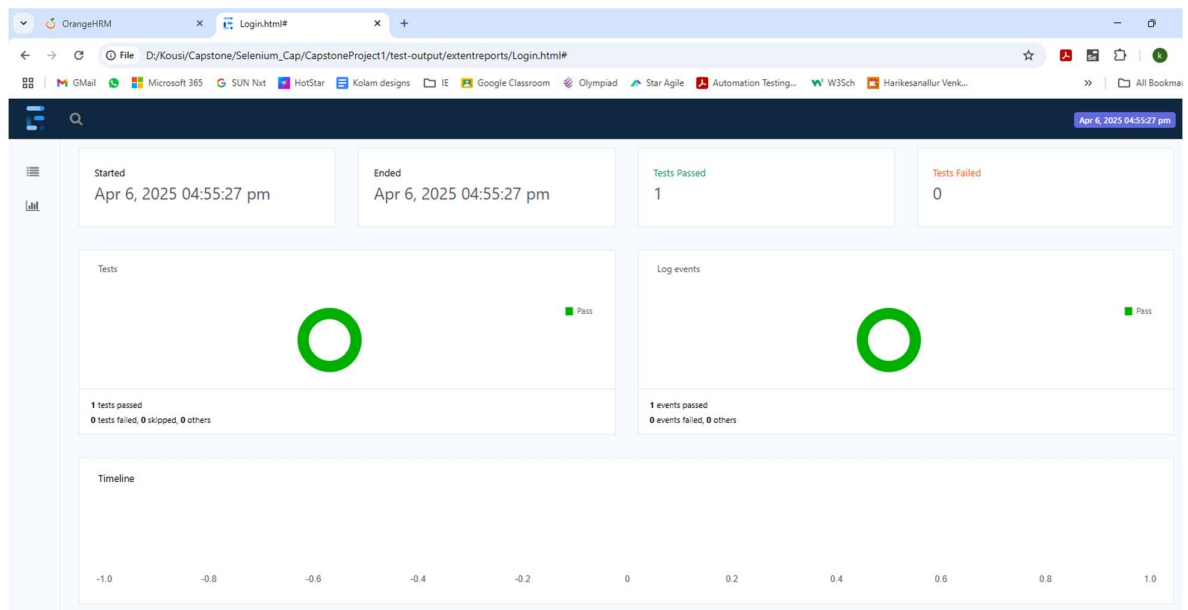 OrangeHRM
Login.html#
File D:/Kousi/Capstone/Selenium_Cap/CapstoneProject1/test-output/extentreports/Login.html#
Se
k
GMail Microsoft 365 G SUN Nxt HotStar Kolam designs IE Google Classroom Olympiad Star Agile Automation Testing... W³ W3Sch Harikesanallur Venk... » All Bookma
Apr 6, 2025 04:55:27 pm
Started
Apr 6, 2025 04:55:27 pm
Ended
Apr 6, 2025 04:55:27 pm
Tests Passed
1
Tests Failed
0
Tests
Pass
1 tests passed
0 tests failed, 0 skipped, 0 others
Log events
Pass
1 events passed
0 events failed, 0 others
Timeline
-1.0 -0.8 -0.6 -0.4 -0.2 0 0.2 0.4 0.6 0.8 1.0